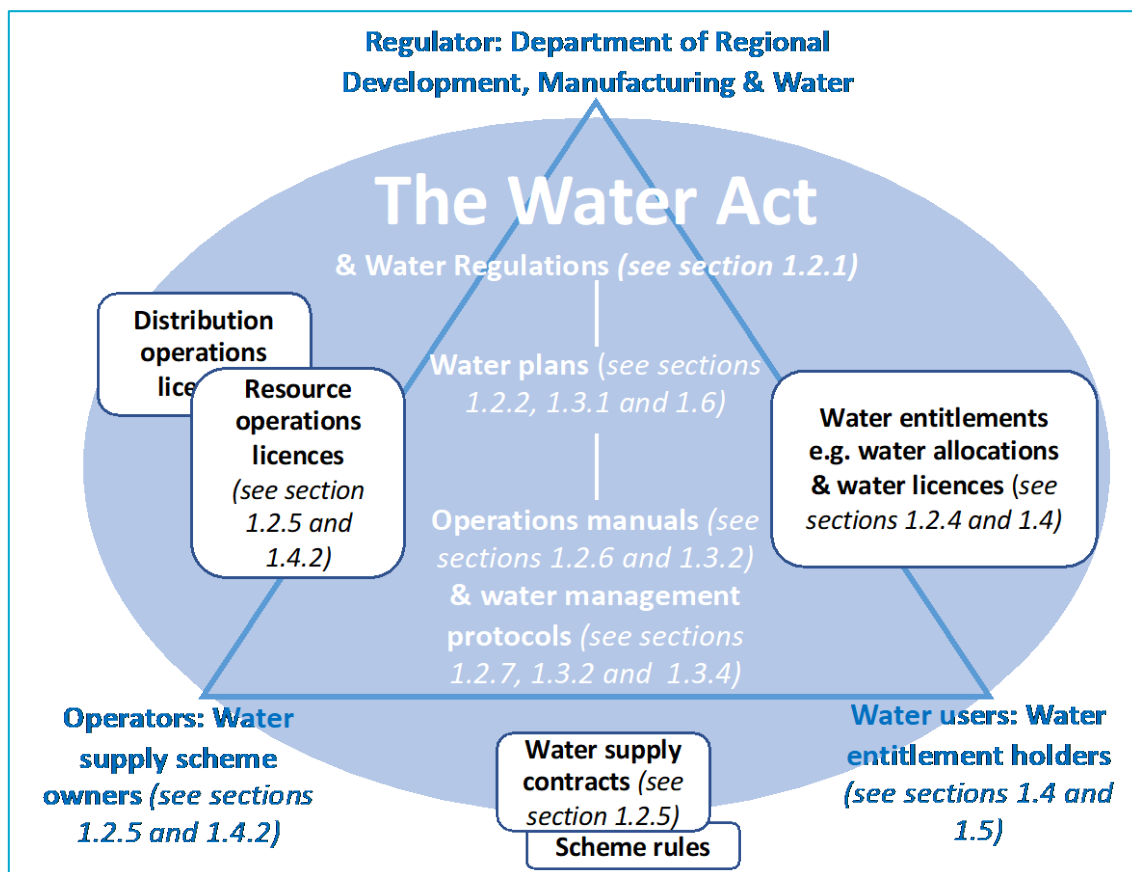 Regulator: Department of Regional
Development, Manufacturing & Water
The Water Act
& Water Regulations (see section 1.2.1)
Distribution
operations
Resource
operations
licences
(see section
1.2.5 and
1.4.2)
Water plans (see sections
1.2.2, 1.3.1 and 1.6)
Water entitlements
e.g. water allocations
& water licences (see
sections 1.2.4 and 1.4)
Operations manuals (see
sections 1.2.6 and 1.3.2)
& water management
protocols (see sections
1.2.7, 1.3.2 and 1.3.4)
Operators: Water
supply scheme
owners (see sections
1.2.5 and 1.4.2)
Water supply
contracts (see
section 1.2.5)
Scheme rules
Water users: Water
entitlement holders
(see sections 1.4 and
1.5)